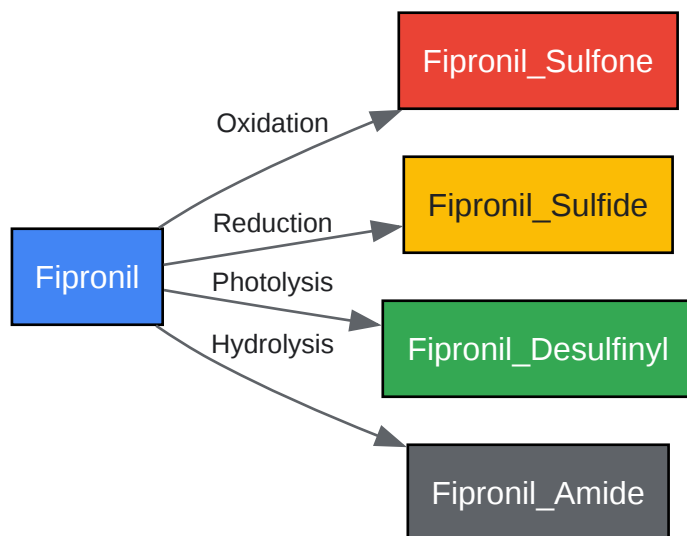 Fipronil_Sulfone
Oxidation
Fipronil_Sulfide
Reduction
Fipronil
Photolysis
Fipronil_Desulfinyl
Hydrolysis
Fipronil_Amide